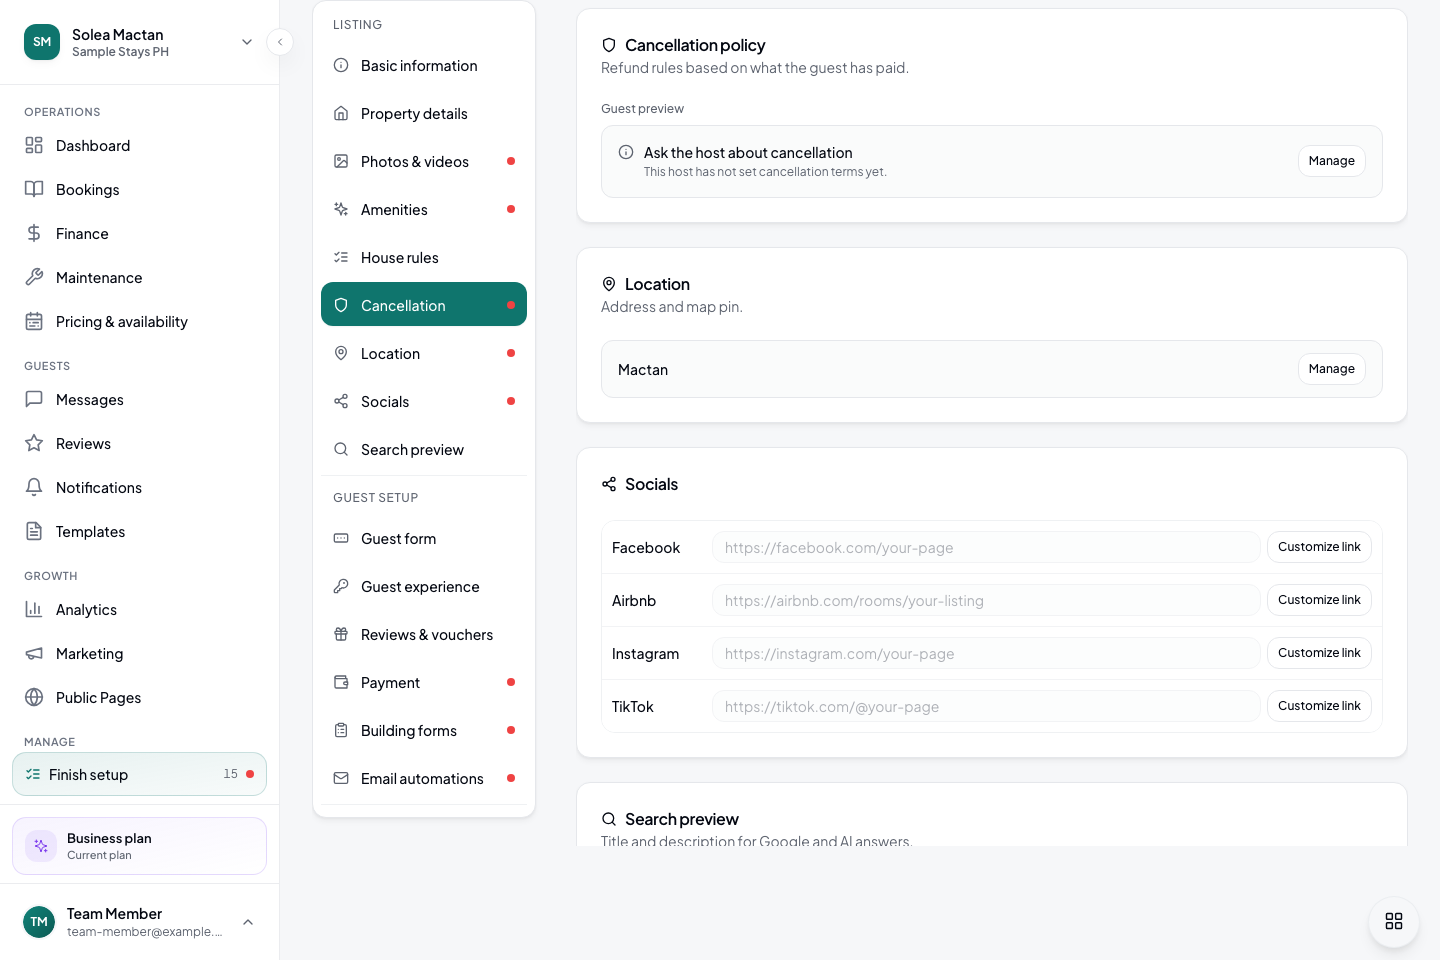 SM
Solea Mactan
Sample Stays PH
OPERATIONS
Dashboard
Bookings
Finance
Maintenance
Pricing & availability
GUESTS
Messages
Reviews
Notifications
Templates
GROWTH
Analytics
Marketing
Public Pages
MANAGE
Finish setup
15
Business plan
Current plan
TM
Team Member
team-member@example....
LISTING
Basic information
Property details
Photos & videos
Amenities
House rules
Cancellation
Location
Socials
Search preview
GUEST SETUP
Guest form
Guest experience
Reviews & vouchers
Payment
Building forms
Email automations
Cancellation policy
Refund rules based on what the guest has paid.
Guest preview
Ask the host about cancellation
This host has not set cancellation terms yet.
Manage
Location
Address and map pin.
Mactan
Manage
Socials
Facebook
https://facebook.com/your-page
Customize link
Airbnb
https://airbnb.com/rooms/your-listing
Customize link
Instagram
https://instagram.com/your-page
Customize link
TikTok
https://tiktok.com/@your-page
Customize link
Search preview
Title and description for Google and AI answers.